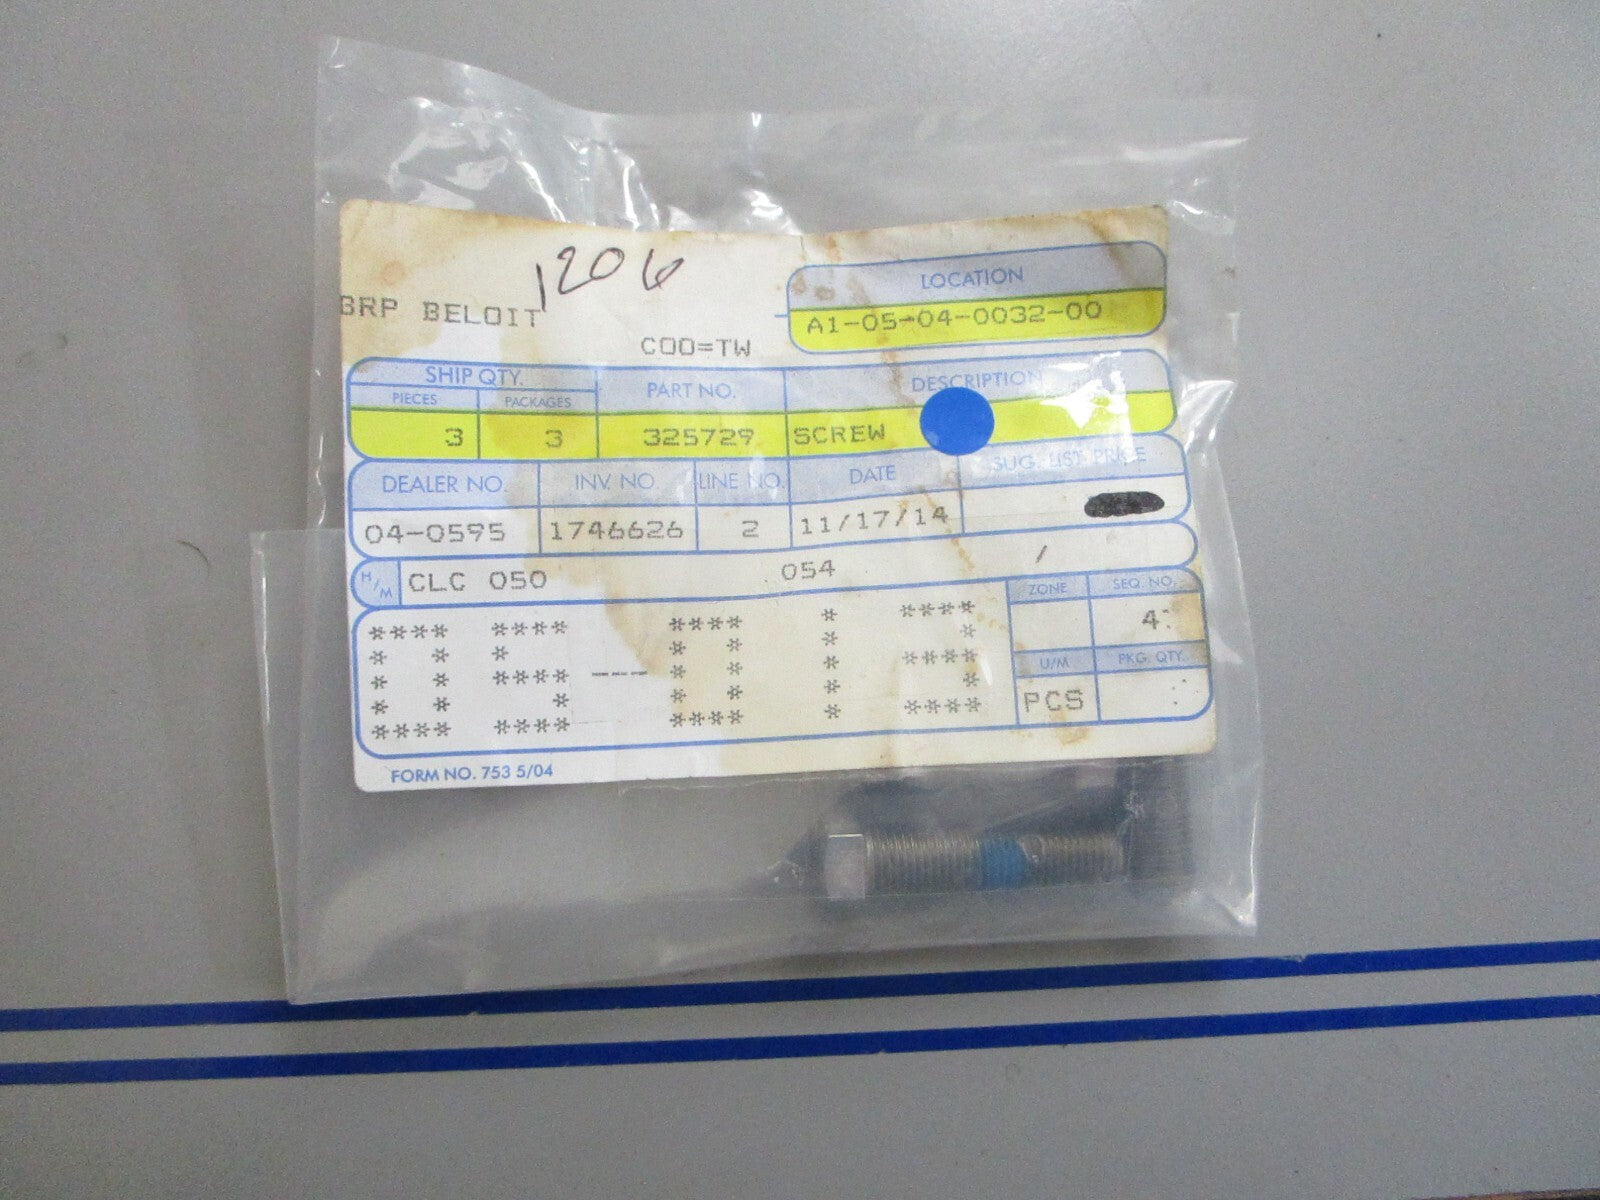 1206
BRP BELOIT
COO=TW
LOCATION
A1-05-04-0032-00
SHIP QTY.
PIECES PACKAGES PART NO. DESCRIPTION
3 3 325729 SCREW
DEALER NO. INV. NO. LINE NO. DATE SUG. LIST PRICE
04-0595 1746626 2 11/17/14
H/M CLC 050 054 /
ZONE SEQ. NO.
4
U/M PKG. QTY.
PCS
**** **** **** * ****
* * * * * * *
* * **** --- * * * ****
* * * * * * *
**** **** **** * ****
FORM NO. 753 5/04